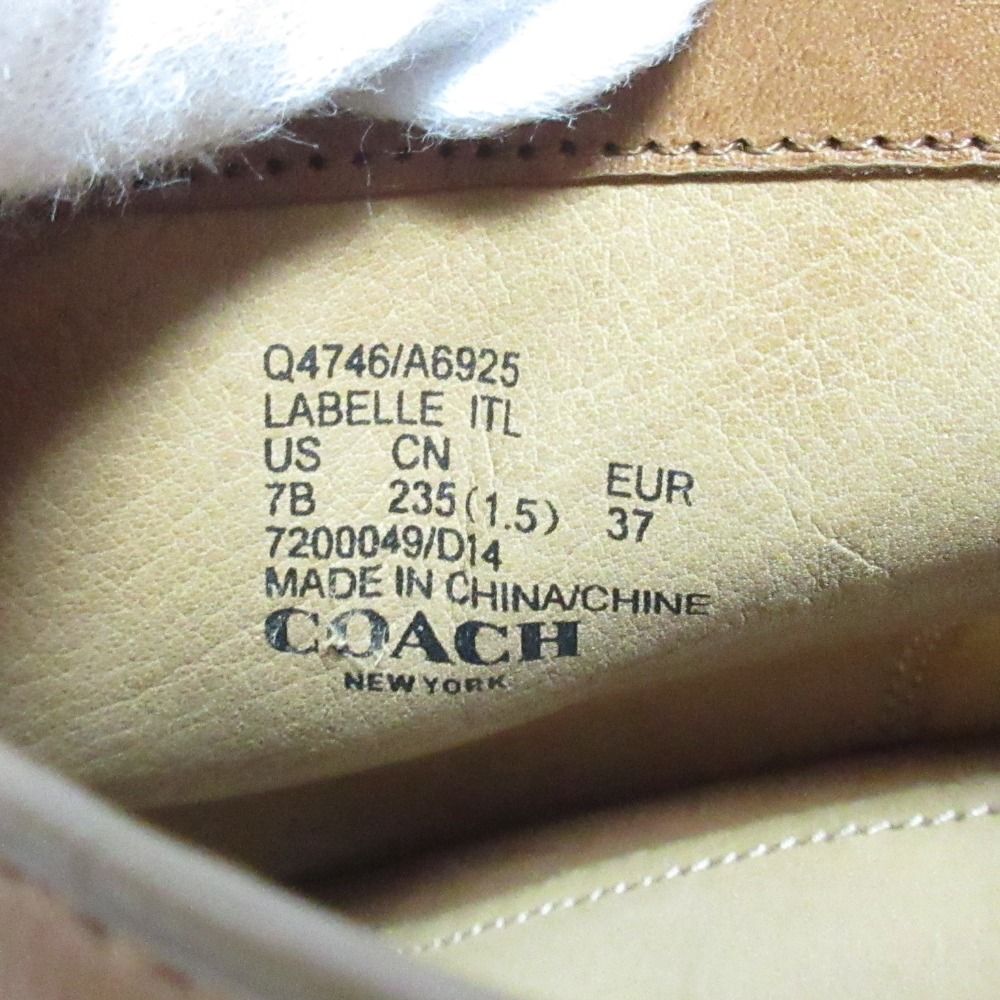 Q4746/A6925
LABELLE ITL
US CN EUR
7B 235(1.5) 37
7200049/D14
MADE IN CHINA/CHINE
COACH
NEW YORK